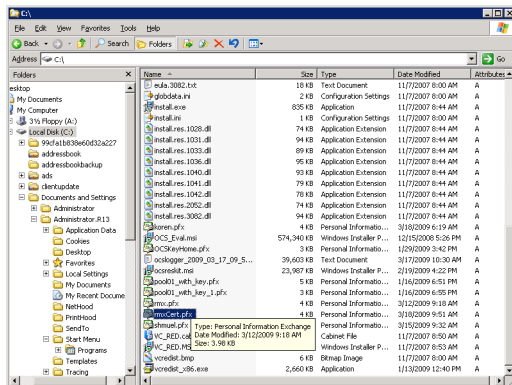 C:\
File Edit View Favorites Tools Help
Back Search Folders
Address C:\ Go
Folders
Name Size Type Date Modified Attributes
esktop
My Documents
My Computer
3½ Floppy (A:)
Local Disk (C:)
99cfa1b838e60d32a227
addressbook
addressbookbackup
ads
clientupdate
Documents and Settings
Administrator
Administrator.R13
Application Data
Cookies
Desktop
Favorites
Local Settings
My Documents
My Recent Docume
NetHood
PrintHood
SendTo
Start Menu
Programs
Templates
Tracing
eula.3082.txt 18 KB Text Document 11/7/2007 8:00 AM A
globdata.ini 2 KB Configuration Settings 11/7/2007 8:00 AM A
install.exe 835 KB Application 11/7/2007 8:44 AM A
install.ini 1 KB Configuration Settings 11/7/2007 8:00 AM A
install.res.1028.dll 74 KB Application Extension 11/7/2007 8:44 AM A
install.res.1031.dll 94 KB Application Extension 11/7/2007 8:44 AM A
install.res.1033.dll 89 KB Application Extension 11/7/2007 8:44 AM A
install.res.1036.dll 95 KB Application Extension 11/7/2007 8:44 AM A
install.res.1040.dll 93 KB Application Extension 11/7/2007 8:44 AM A
install.res.1041.dll 79 KB Application Extension 11/7/2007 8:44 AM A
install.res.1042.dll 78 KB Application Extension 11/7/2007 8:44 AM A
install.res.2052.dll 74 KB Application Extension 11/7/2007 8:44 AM A
install.res.3082.dll 94 KB Application Extension 11/7/2007 8:44 AM A
koren.pfx 4 KB Personal Informatio... 3/18/2009 6:19 AM A
OCS_Eval.msi 574,340 KB Windows Installer P... 12/15/2008 5:26 PM A
OCSKeyHome.pfx 3 KB Personal Informatio... 1/29/2009 3:42 PM A
ocslogger_2009_03_17_09_5... 39,603 KB Text Document 3/17/2009 10:30 AM A
ocsreskit.msi 23,987 KB Windows Installer P... 2/19/2009 4:22 PM A
pool01_with_key.pfx 5 KB Personal Informatio... 1/16/2009 6:51 PM A
pool01_with_key_1.pfx 3 KB Personal Informatio... 1/16/2009 6:55 PM A
rmx.pfx 4 KB Personal Informatio... 3/12/2009 9:18 AM A
rmxCert.pfx 4 KB Personal Informatio... 3/18/2009 9:51 AM A
shmuel.pfx Informatio... 3/15/2009 9:32 AM A
VC_RED.cab Cabinet File 11/7/2007 8:50 AM A
VC_RED.MS Windows Installer P... 11/7/2007 8:53 AM A
vcredist.bmp 6 KB Bitmap Image 11/7/2007 8:00 AM A
vcredist_x86.exe 2,660 KB Application 1/13/2009 12:40 PM A
Type: Personal Information Exchange
Date Modified: 3/12/2009 9:18 AM
Size: 3.98 KB